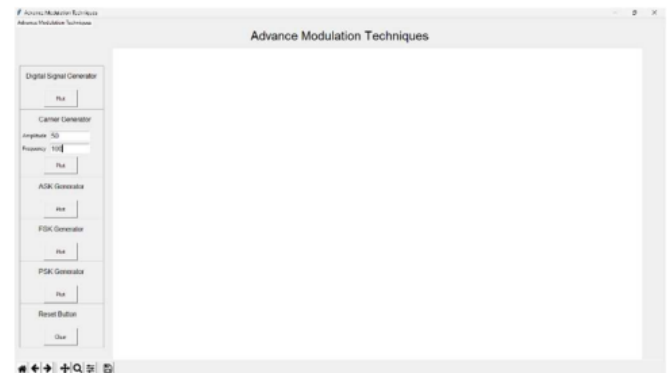 Advance Modulation Techniques
Advance Modulation Techniques
Advance Modulation Techniques
Digital Signal Generator
Plot
Carrier Generator
Amplitude 50
Frequency 100
Plot
ASK Generator
Plot
FSK Generator
Plot
PSK Generator
Plot
Reset Button
Clear